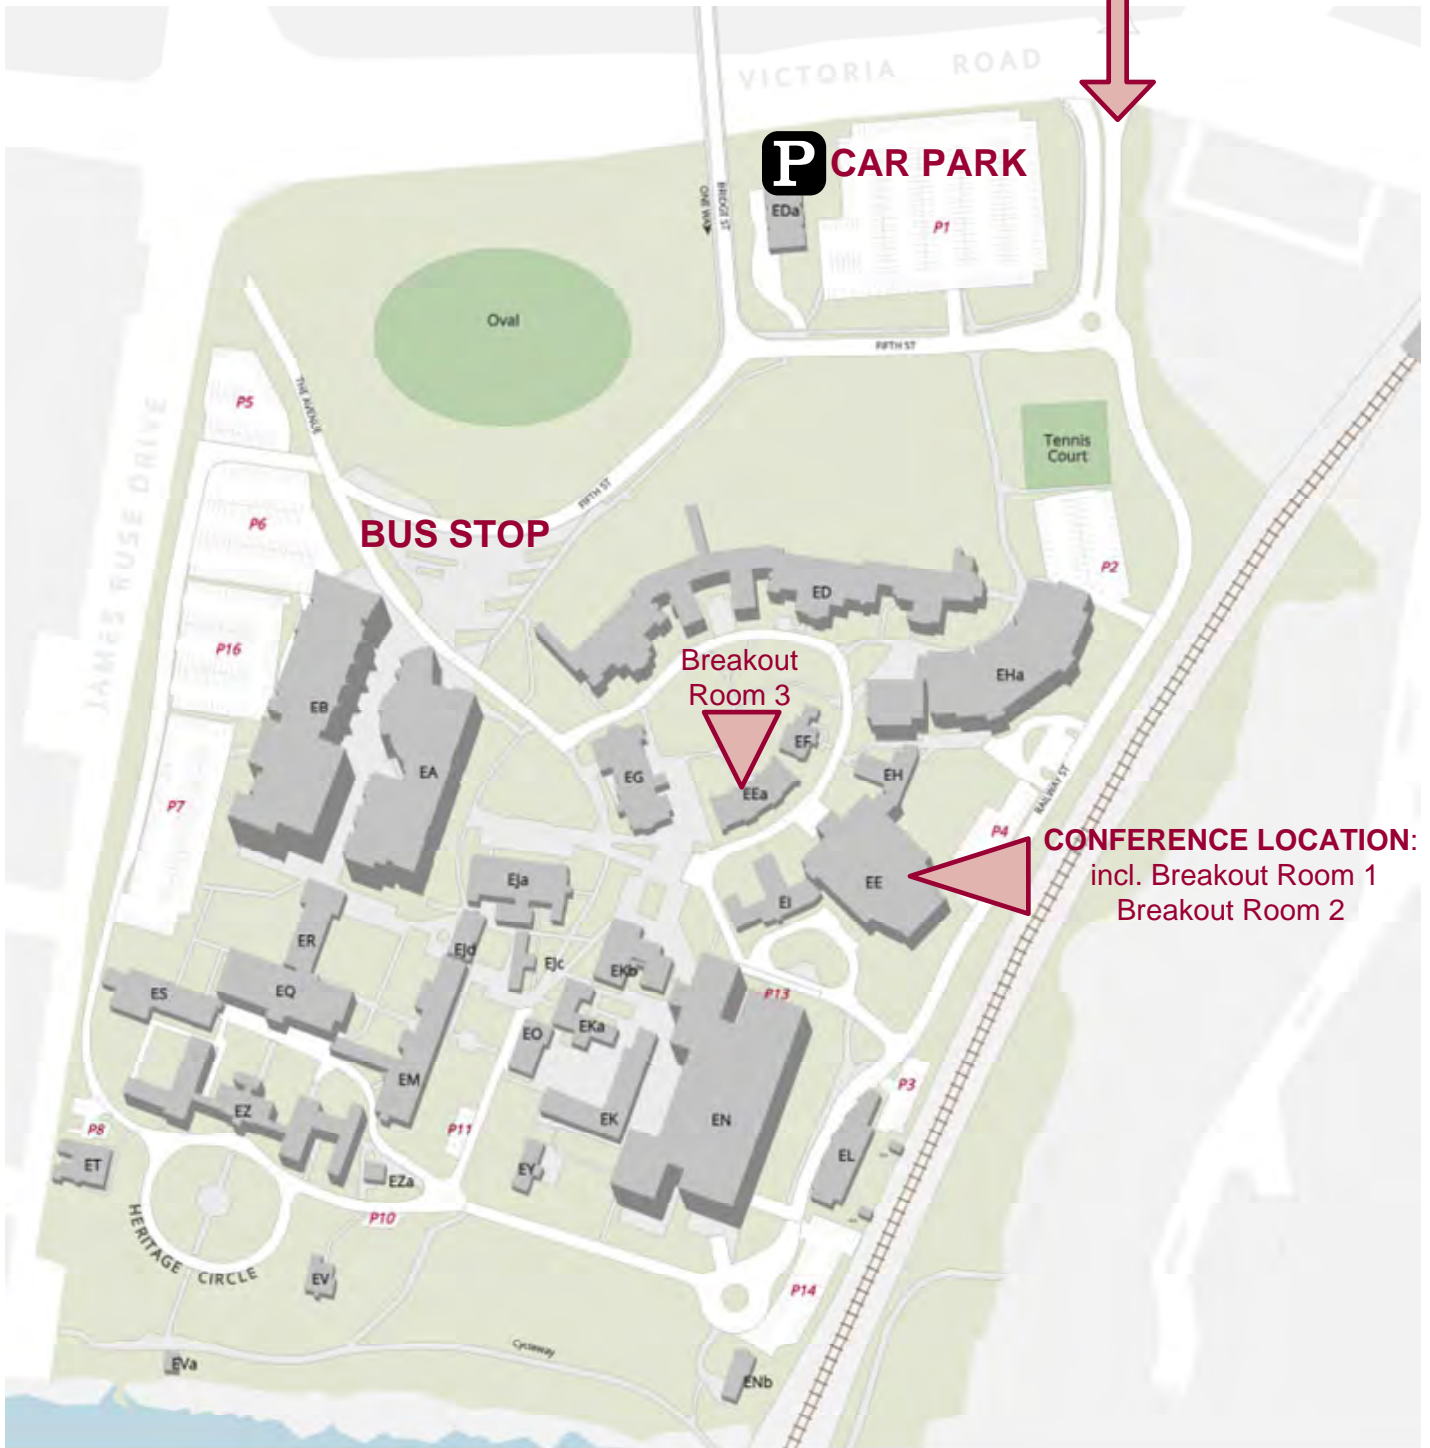 VICTORIA ROAD
P CAR PARK
EDa
P1
BRIDGE ST
ONE WAY
Oval
FIFTH ST
THE AVENUE
P5
JAMES RUSE DRIVE
Tennis
Court
FIFTH ST
P6
BUS STOP
P2
ED
P16
Breakout
Room 3
EHa
EB
EF
EA
EG
EH
EEa
RAILWAY ST
P7
P4
CONFERENCE LOCATION:
incl. Breakout Room 1
Breakout Room 2
EE
EJa
EI
ER
EJd
EJc
EKb
ES
EQ
P13
EO
EKa
EM
P3
EZ
EK
EN
P8
P11
EL
ET
EY
EZa
P10
HERITAGE CIRCLE
EV
P14
Cycleway
EVa
ENb